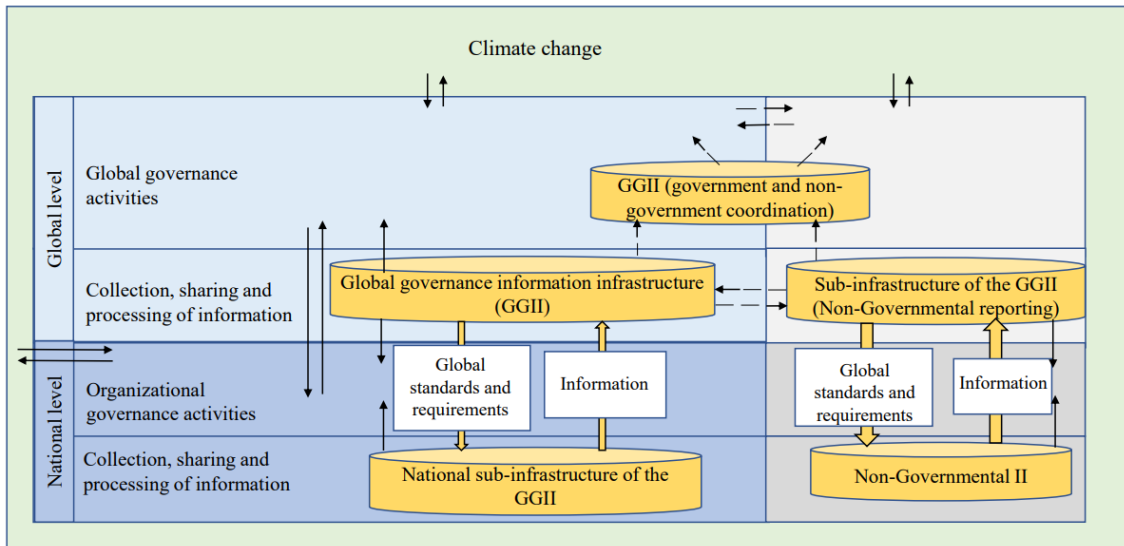 Climate change
Global level
Global governance
activities
GGII (government and non-
government coordination)
Collection, sharing and
processing of information
Global governance information infrastructure
(GGII)
Sub-infrastructure of the GGII
(Non-Governmental reporting)
National level
Organizational
governance activities
Global
standards and
requirements
Information
Global
standards and
requirements
Information
Collection, sharing and
processing of information
National sub-infrastructure of the
GGII
Non-Governmental II